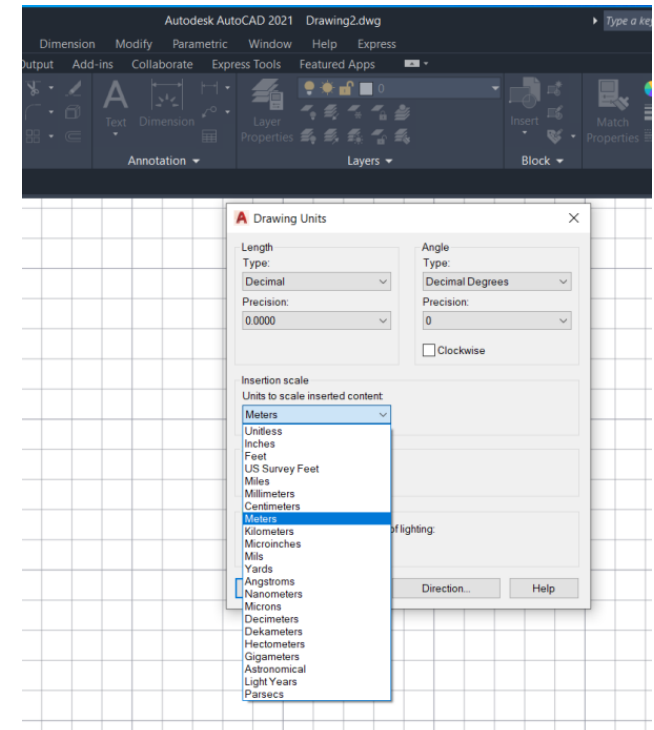 Autodesk AutoCAD 2021 Drawing2.dwg
Type a key
Dimension Modify Parametric Window Help Express
Output Add-ins Collaborate Express Tools Featured Apps
Text Dimension
Layer
Properties
0
Insert
Match
Properties
Annotation
Layers
Block
A Drawing Units
Length
Type:
Decimal
Precision:
0.0000
Angle
Type:
Decimal Degrees
Precision:
0
Clockwise
Insertion scale
Units to scale inserted content:
Meters
Unitless
Inches
Feet
US Survey Feet
Miles
Millimeters
Centimeters
Meters
Kilometers
Microinches
Mils
Yards
Angstroms
Nanometers
Microns
Decimeters
Dekameters
Hectometers
Gigameters
Astronomical
Light Years
Parsecs
of lighting:
Direction...
Help